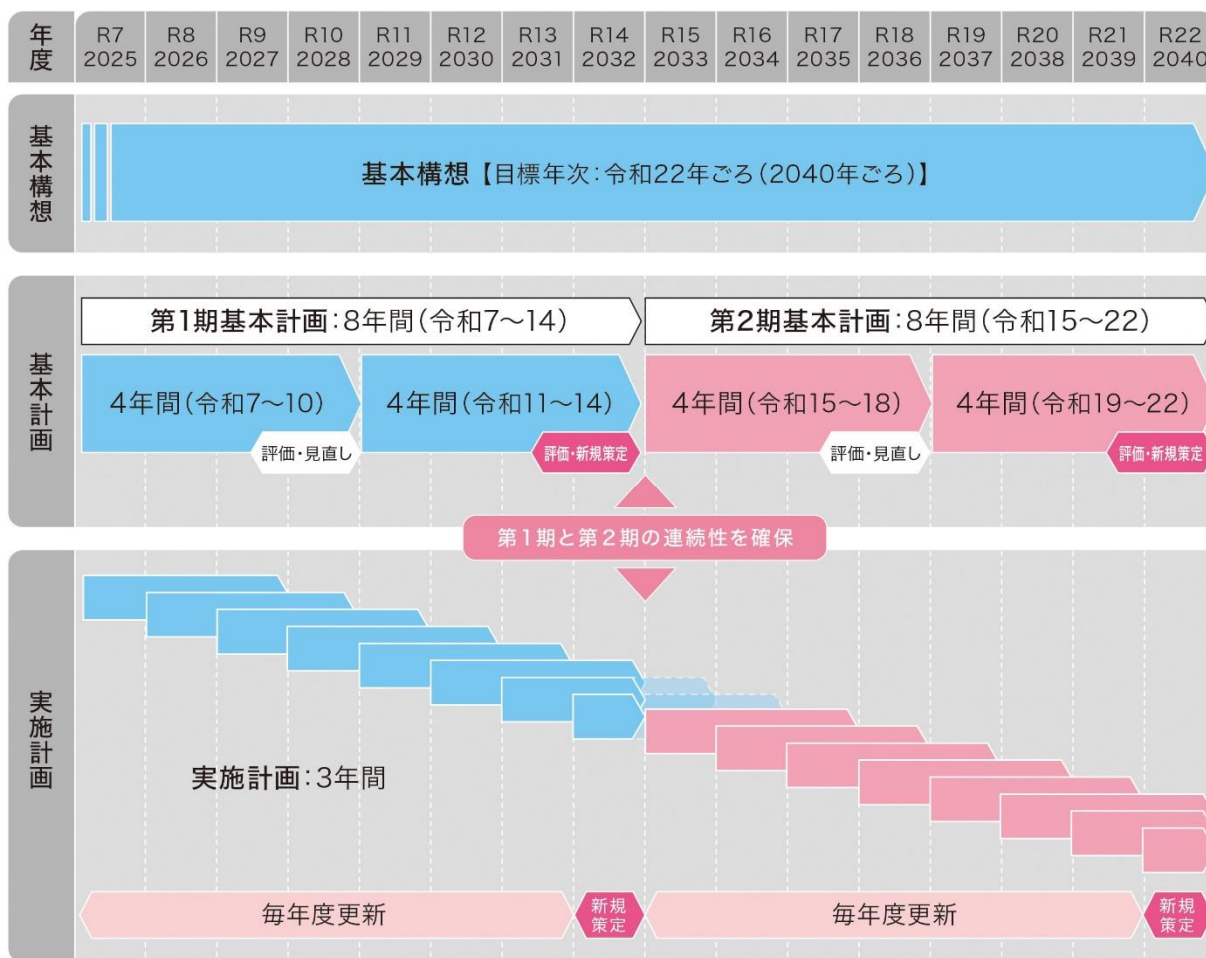 年度
R7 R8 R9 R10 R11 R12 R13 R14 R15 R16 R17 R18 R19 R20 R21 R22
2025 2026 2027 2028 2029 2030 2031 2032 2033 2034 2035 2036 2037 2038 2039 2040
基本構想
基本構想【目標年次:令和22年ごろ(2040年ごろ)】
基本計画
第1期基本計画:8年間(令和7〜14)
第2期基本計画:8年間(令和15〜22)
4年間(令和7〜10)
4年間(令和11〜14)
4年間(令和15〜18)
4年間(令和19〜22)
評価・見直し
評価・新規策定
評価・見直し
評価・新規策定
第1期と第2期の連続性を確保
実施計画
実施計画:3年間
毎年度更新
新規
策定
毎年度更新
新規
策定